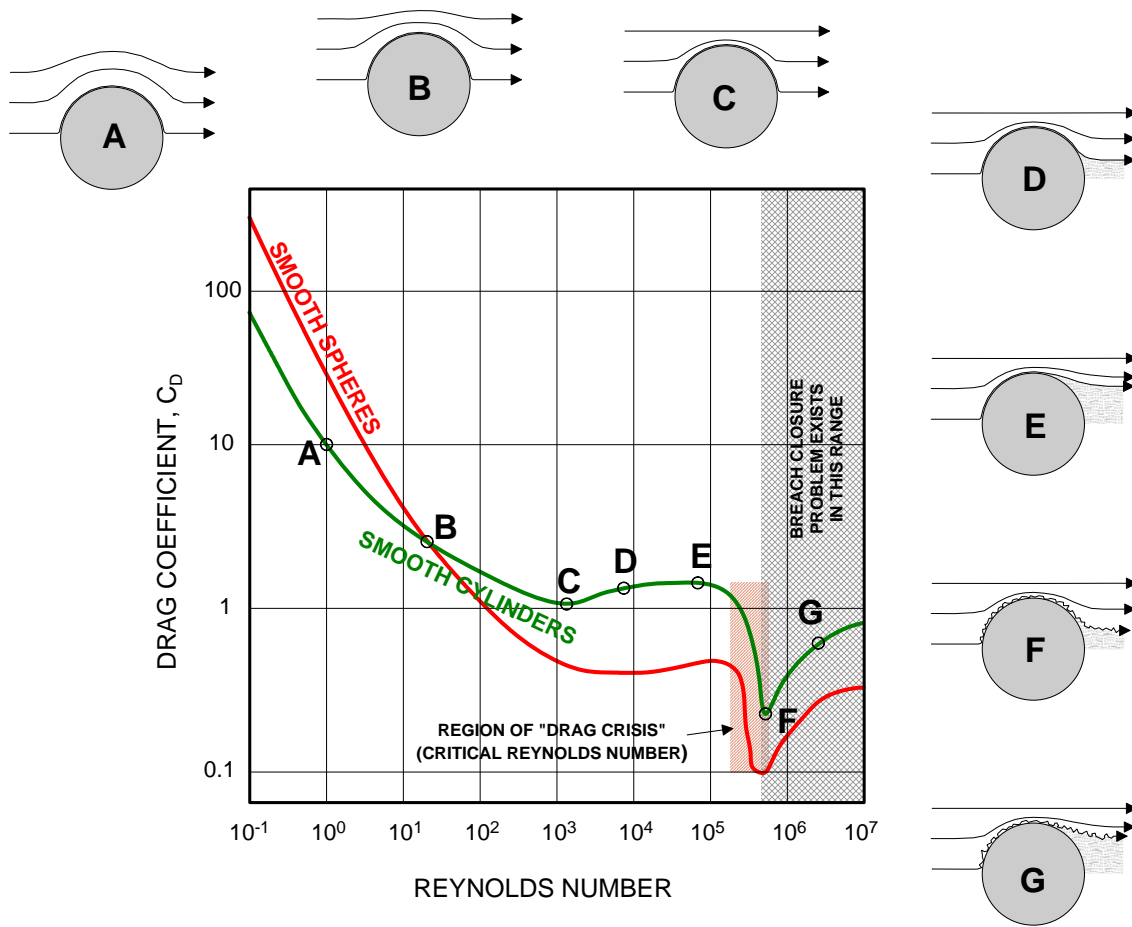 A
B
C
D
E
F
G
DRAG COEFFICIENT, C_D
100
10
1
0.1
SMOOTH SPHERES
SMOOTH CYLINDERS
A
B
C
D
E
F
G
BREACH CLOSURE
PROBLEM EXISTS
IN THIS RANGE
REGION OF "DRAG CRISIS"
(CRITICAL REYNOLDS NUMBER)
10⁻¹ 10⁰ 10¹ 10² 10³ 10⁴ 10⁵ 10⁶ 10⁷
REYNOLDS NUMBER